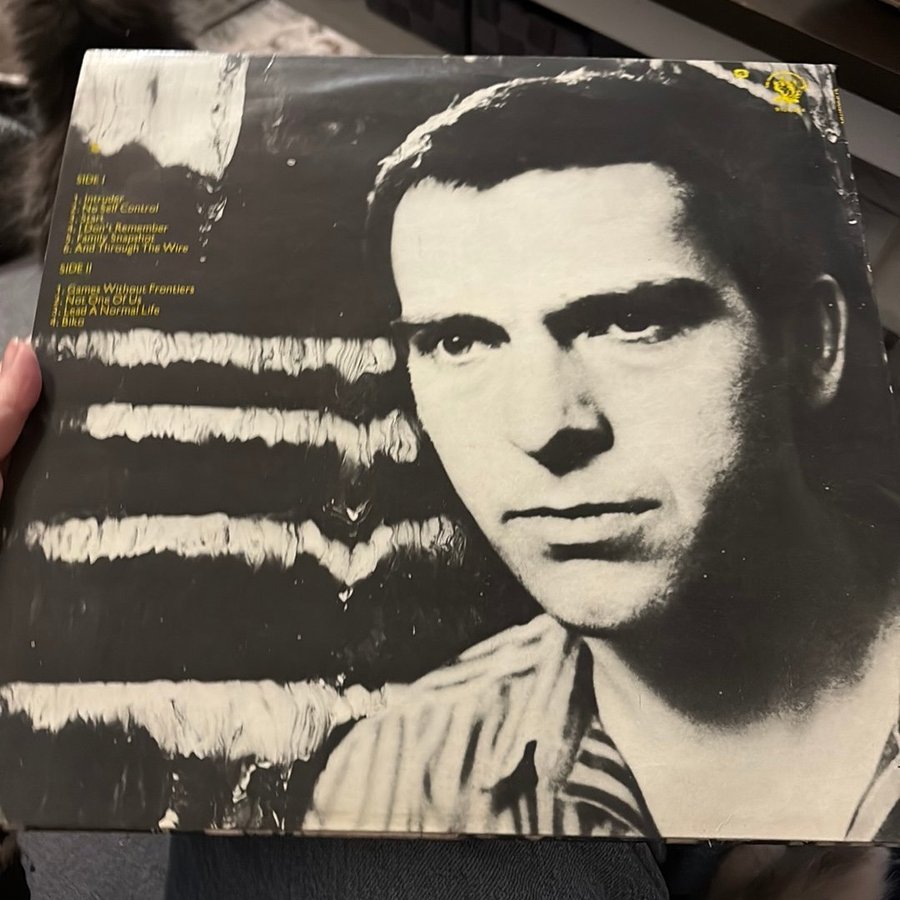 SIDE I
1. Intruder
2. No Self Control
3. Start
4. I Don't Remember
5. Family Snapshot
6. And Through The Wire
SIDE II
1. Games Without Frontiers
2. Not One Of Us
3. Lead A Normal Life
4. Biko